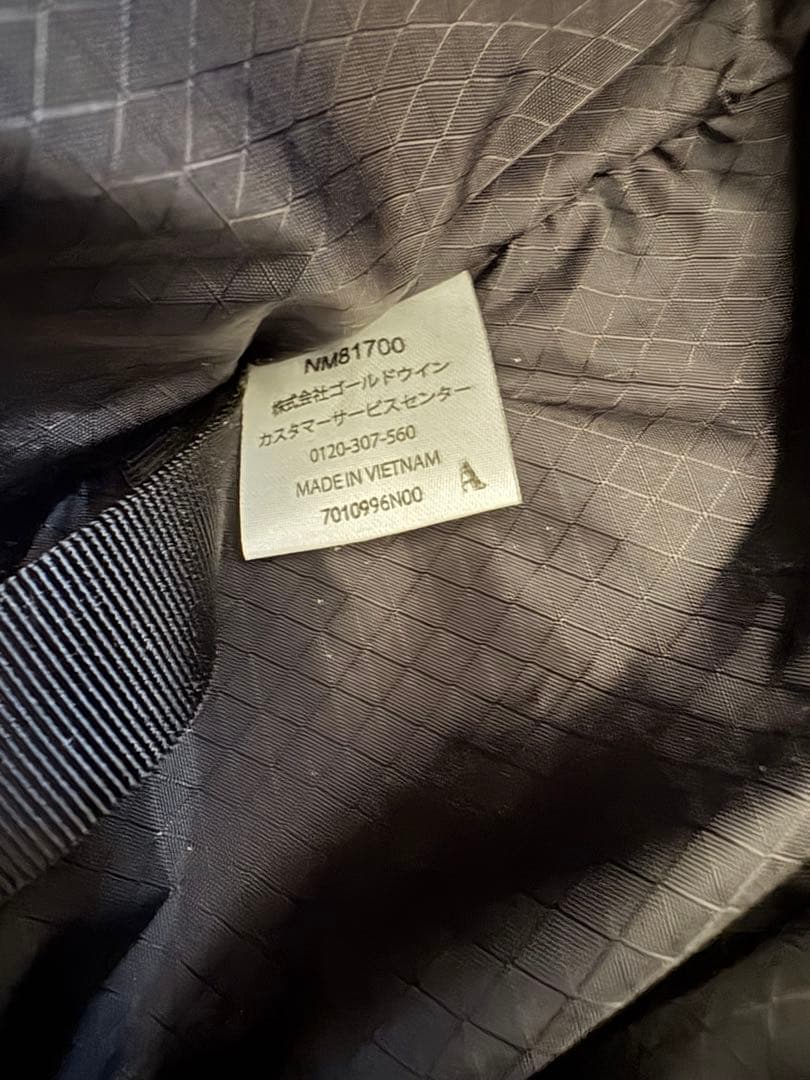 NM81700
株式会社ゴールドウイン
カスタマーサービスセンター
0120-307-560
MADE IN VIETNAM
7010996N00 A